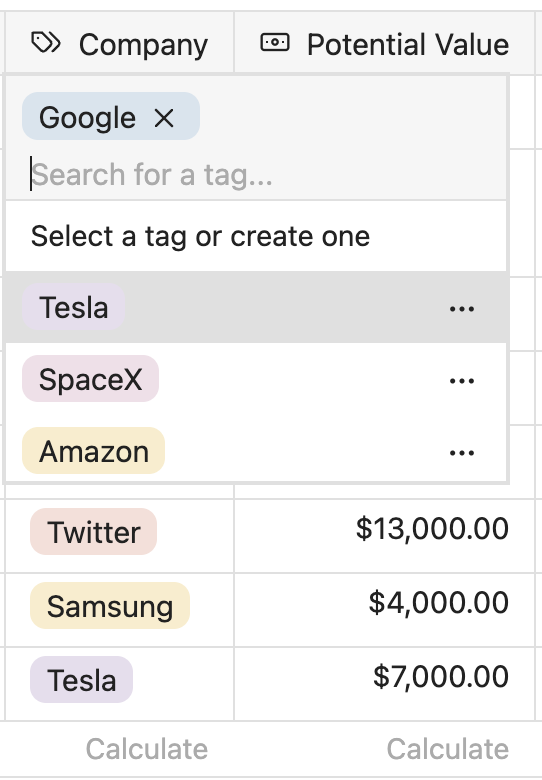 Company Potential Value
Google
Search for a tag...
Select a tag or create one
Tesla
SpaceX
Amazon
Twitter $13,000.00
Samsung $4,000.00
Tesla $7,000.00
Calculate Calculate